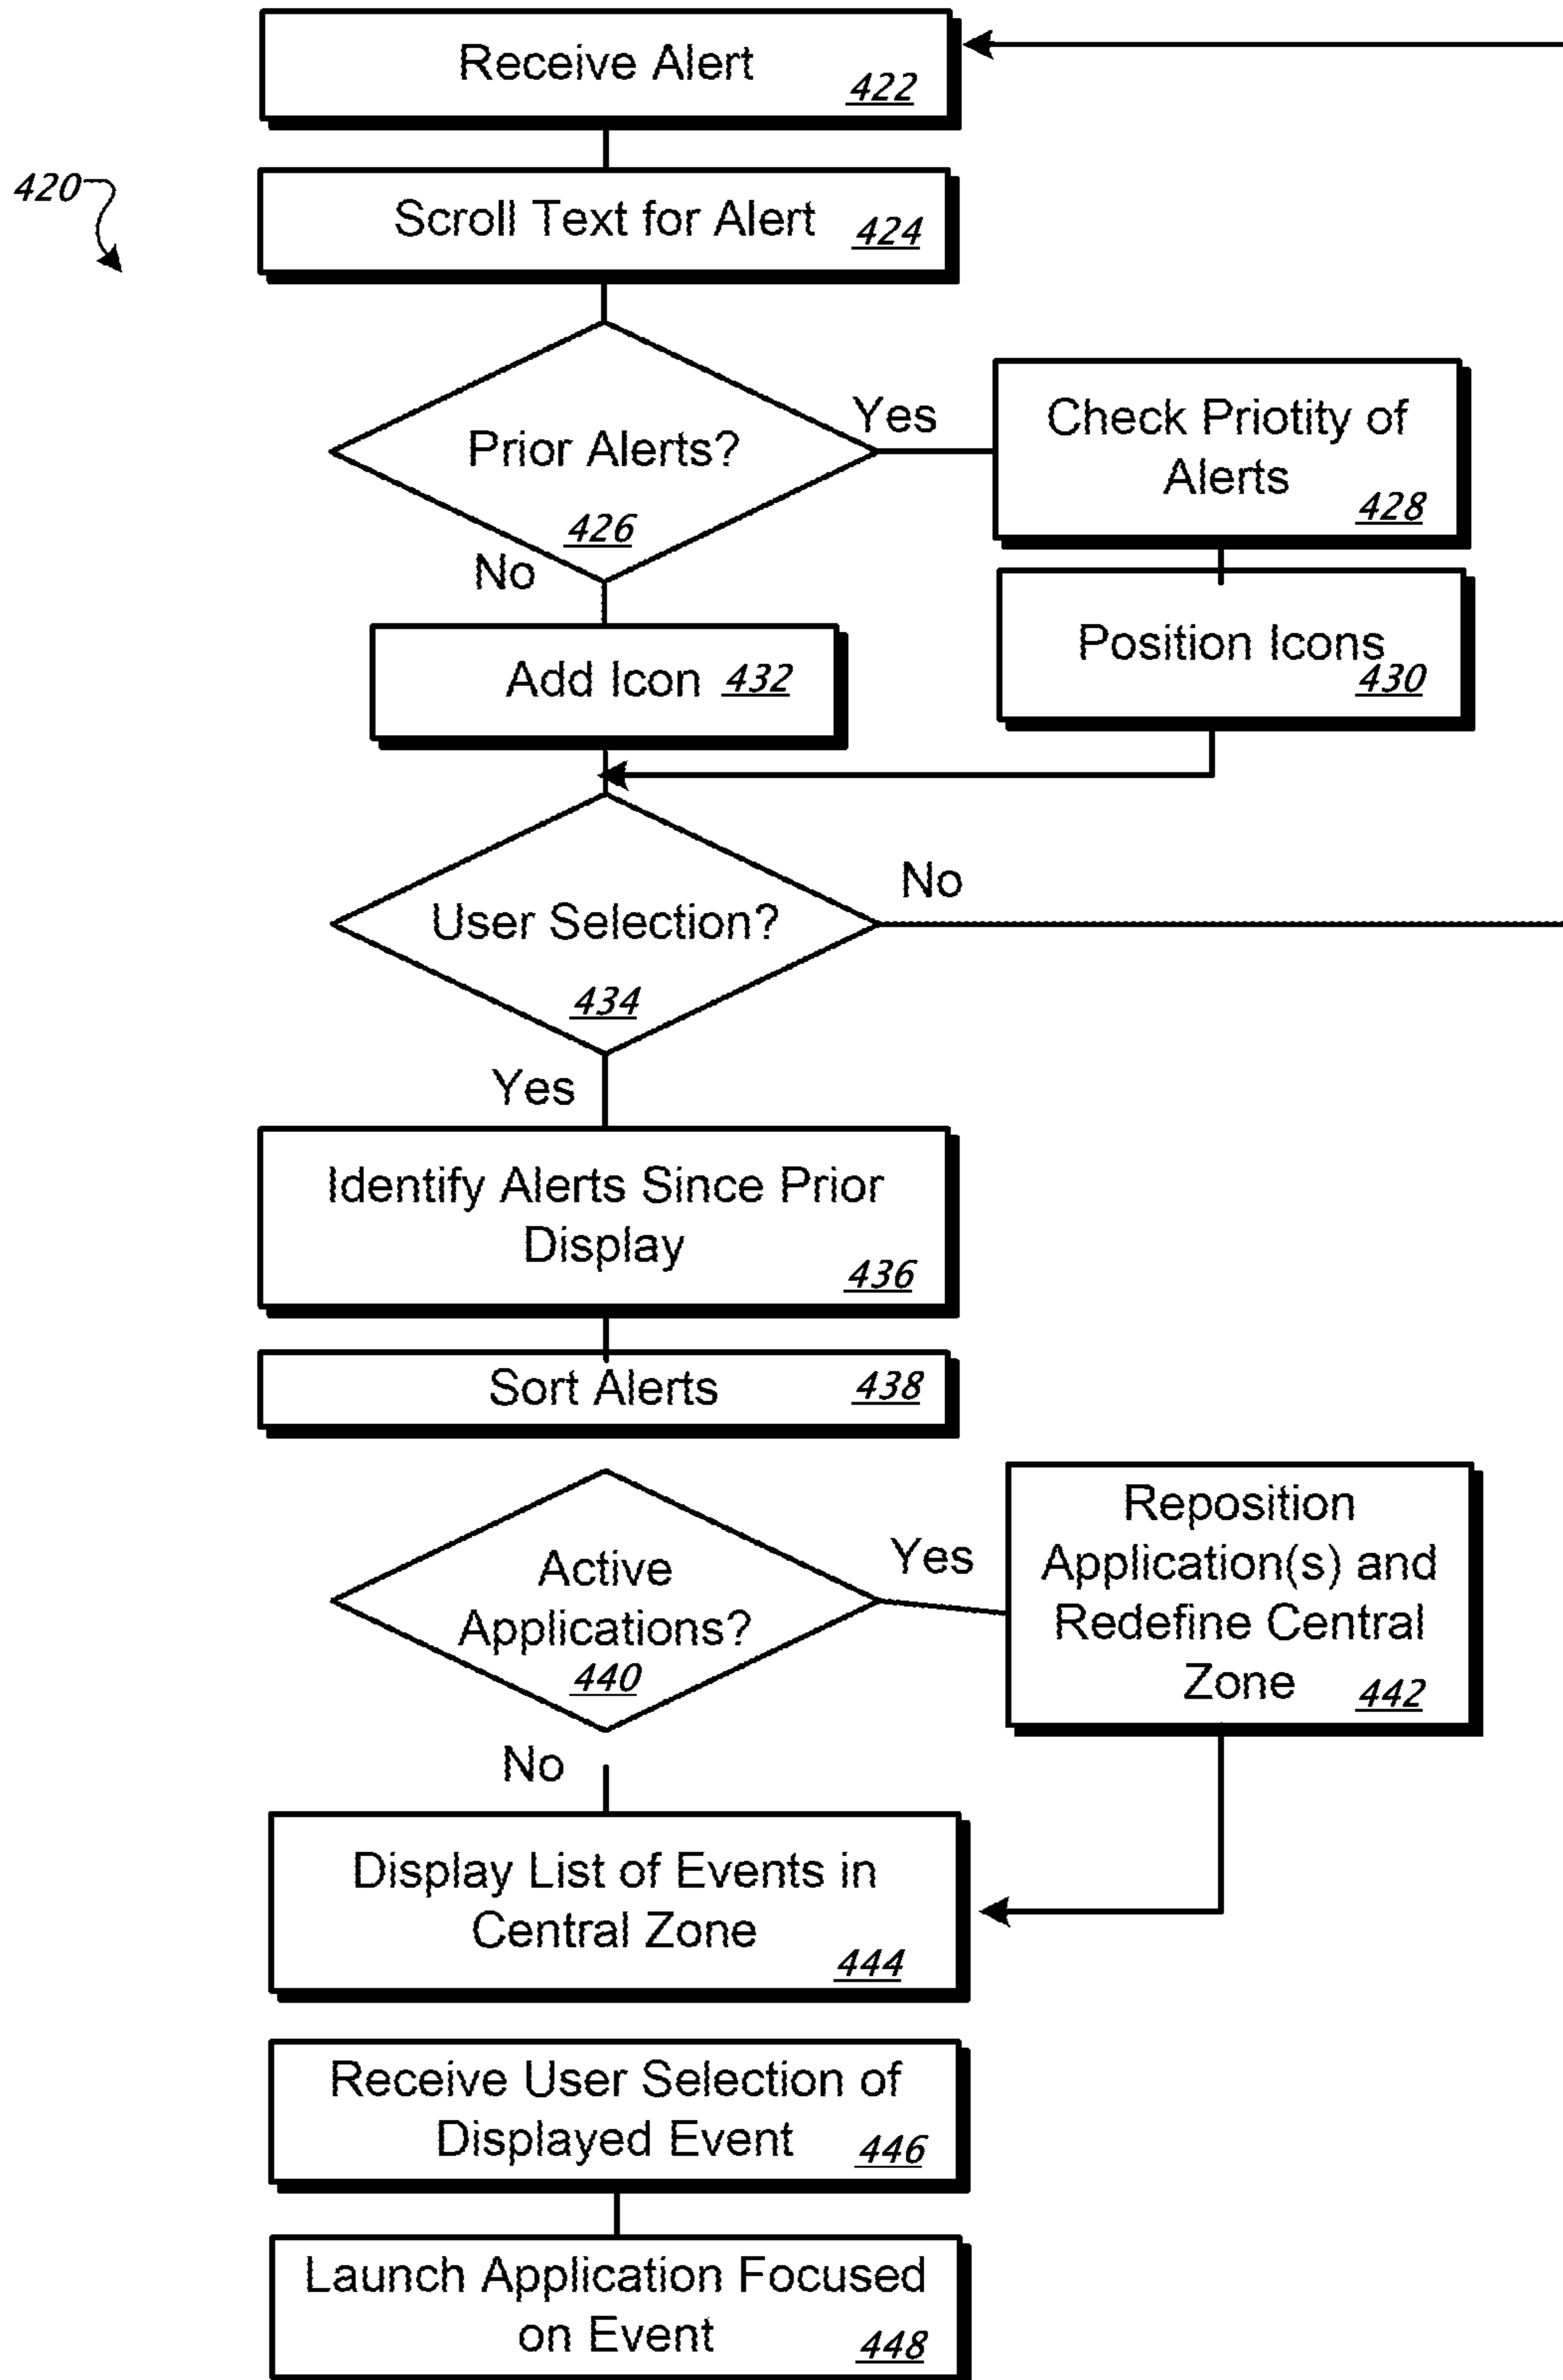 Receive Alert
422
420
Scroll Text for Alert
424
Prior Alerts?
426
Yes
Check Priotity of
Alerts
428
No
Position Icons
430
Add Icon
432
User Selection?
434
No
Yes
Identify Alerts Since Prior
Display
436
Sort Alerts
438
Active
Applications?
440
Yes
Reposition
Application(s) and
Redefine Central
Zone
442
No
Display List of Events in
Central Zone
444
Receive User Selection of
Displayed Event
446
Launch Application Focused
on Event
448